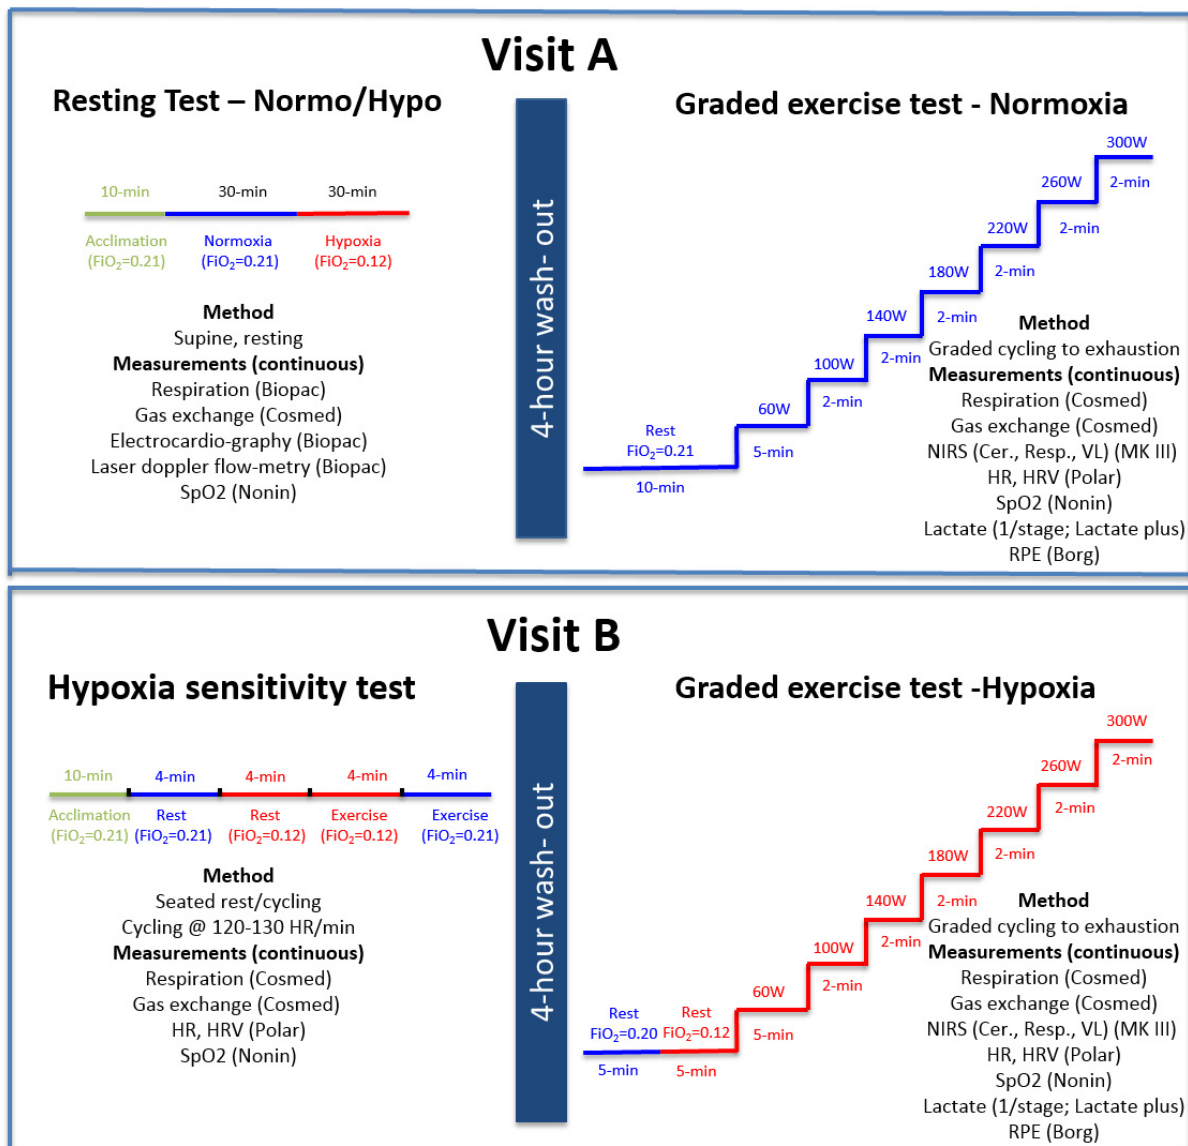 Visit A
Resting Test – Normo/Hypo
10-min 30-min 30-min
Acclimation Normoxia Hypoxia
(FiO₂=0.21) (FiO₂=0.21) (FiO₂=0.12)
Method
Supine, resting
Measurements (continuous)
Respiration (Biopac)
Gas exchange (Cosmed)
Electrocardio-graphy (Biopac)
Laser doppler flow-metry (Biopac)
SpO2 (Nonin)
4-hour wash- out
Graded exercise test - Normoxia
300W
260W 2-min
220W 2-min
180W 2-min
140W 2-min
100W 2-min
60W 2-min
Rest
FiO₂=0.21 5-min
10-min
Method
Graded cycling to exhaustion
Measurements (continuous)
Respiration (Cosmed)
Gas exchange (Cosmed)
NIRS (Cer., Resp., VL) (MK III)
HR, HRV (Polar)
SpO2 (Nonin)
Lactate (1/stage; Lactate plus)
RPE (Borg)
Visit B
Hypoxia sensitivity test
10-min 4-min 4-min 4-min 4-min
Acclimation Rest Rest Exercise Exercise
(FiO₂=0.21) (FiO₂=0.21) (FiO₂=0.12) (FiO₂=0.12) (FiO₂=0.21)
Method
Seated rest/cycling
Cycling @ 120-130 HR/min
Measurements (continuous)
Respiration (Cosmed)
Gas exchange (Cosmed)
HR, HRV (Polar)
SpO2 (Nonin)
4-hour wash- out
Graded exercise test -Hypoxia
300W
260W 2-min
220W 2-min
180W 2-min
140W 2-min
100W 2-min
60W 2-min
Rest Rest
FiO₂=0.20 FiO₂=0.12 5-min
5-min 5-min
Method
Graded cycling to exhaustion
Measurements (continuous)
Respiration (Cosmed)
Gas exchange (Cosmed)
NIRS (Cer., Resp., VL) (MK III)
HR, HRV (Polar)
SpO2 (Nonin)
Lactate (1/stage; Lactate plus)
RPE (Borg)